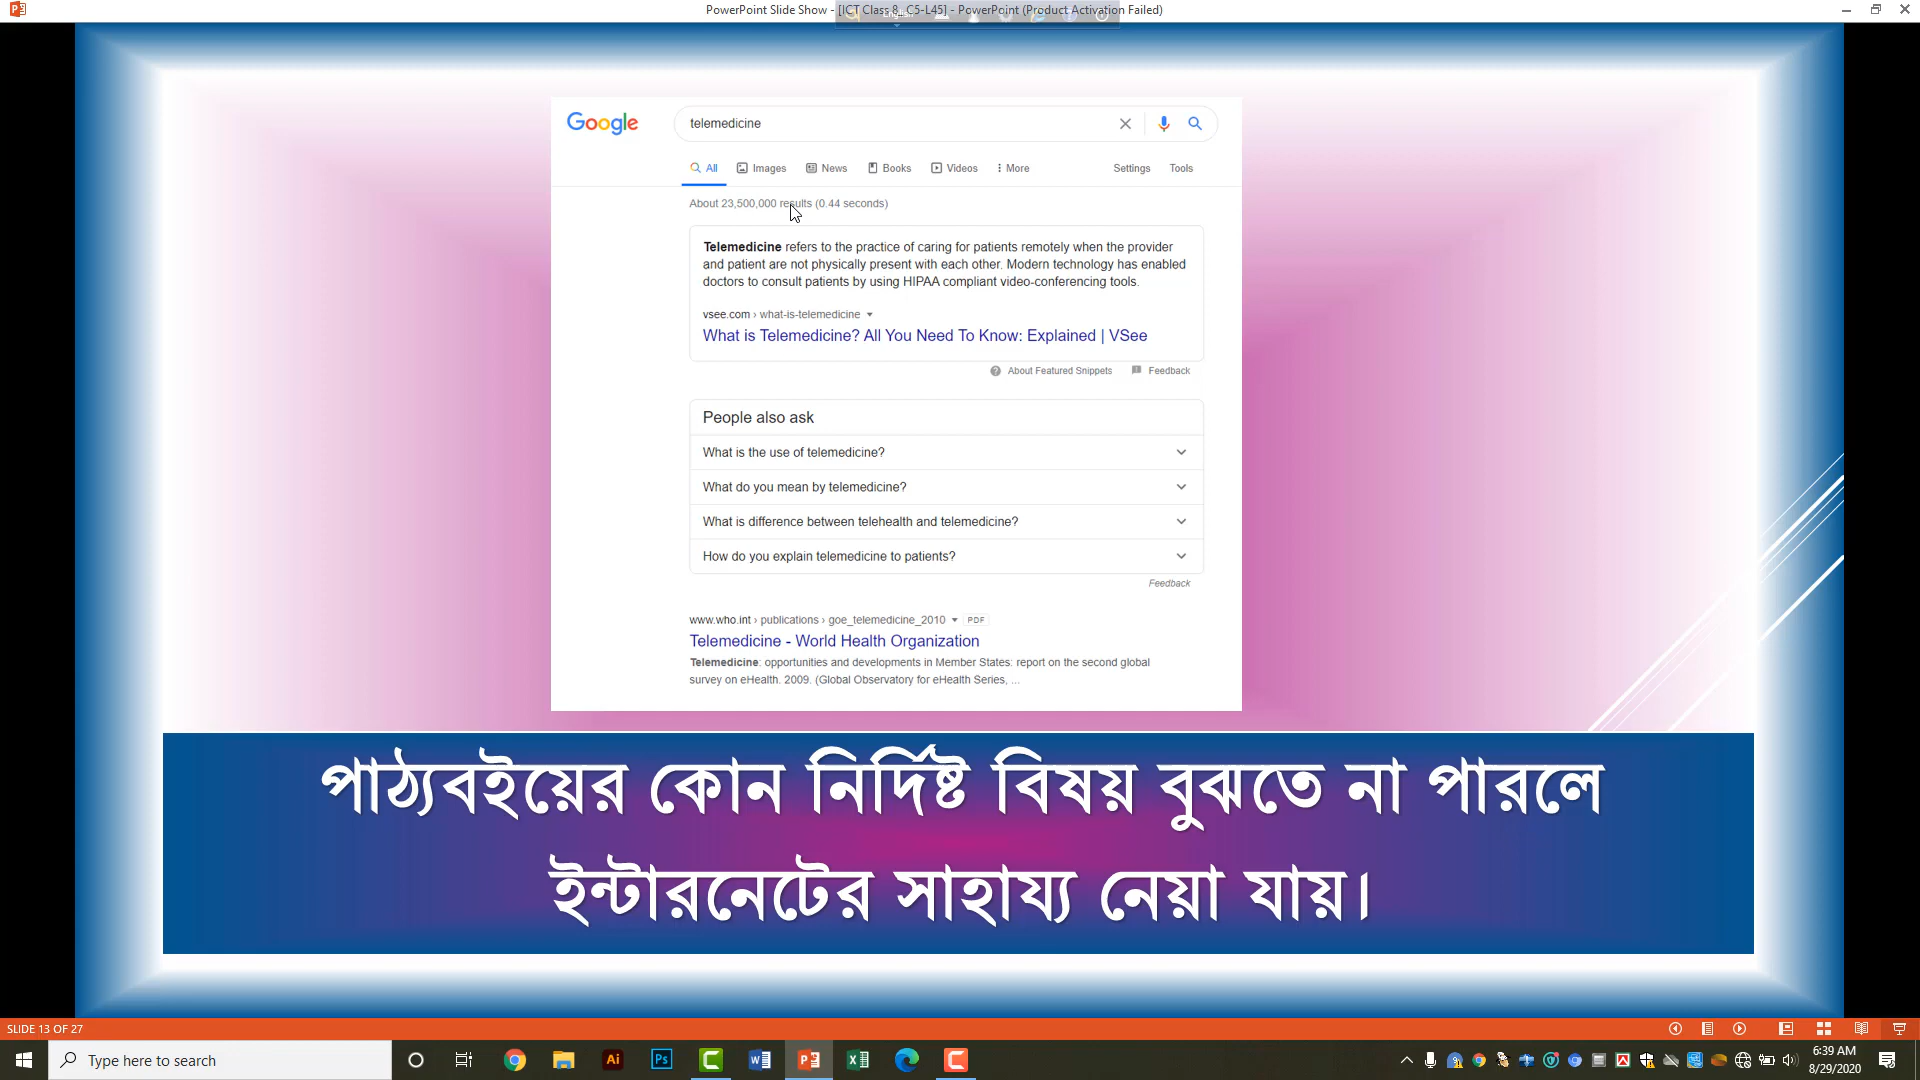 PowerPoint Slide Show - [ICT Class 8_ C5-L45] - PowerPoint (Product Activation Failed)
Google
telemedicine
All Images News Books Videos More Settings Tools
About 23,500,000 results (0.44 seconds)
Telemedicine refers to the practice of caring for patients remotely when the provider
and patient are not physically present with each other. Modern technology has enabled
doctors to consult patients by using HIPAA compliant video-conferencing tools.
vsee.com › what-is-telemedicine
What is Telemedicine? All You Need To Know: Explained | VSee
About Featured Snippets Feedback
People also ask
What is the use of telemedicine?
What do you mean by telemedicine?
What is difference between telehealth and telemedicine?
How do you explain telemedicine to patients?
Feedback
www.who.int › publications › goe_telemedicine_2010 PDF
Telemedicine - World Health Organization
Telemedicine: opportunities and developments in Member States: report on the second global
survey on eHealth. 2009. (Global Observatory for eHealth Series, ...
পাঠ্যবইয়ের কোন নির্দিষ্ট বিষয় বুঝতে না পারলে
ইন্টারনেটের সাহায্য নেয়া যায়।
SLIDE 13 OF 27
Type here to search
Ai
Ps
6:39 AM
8/29/2020